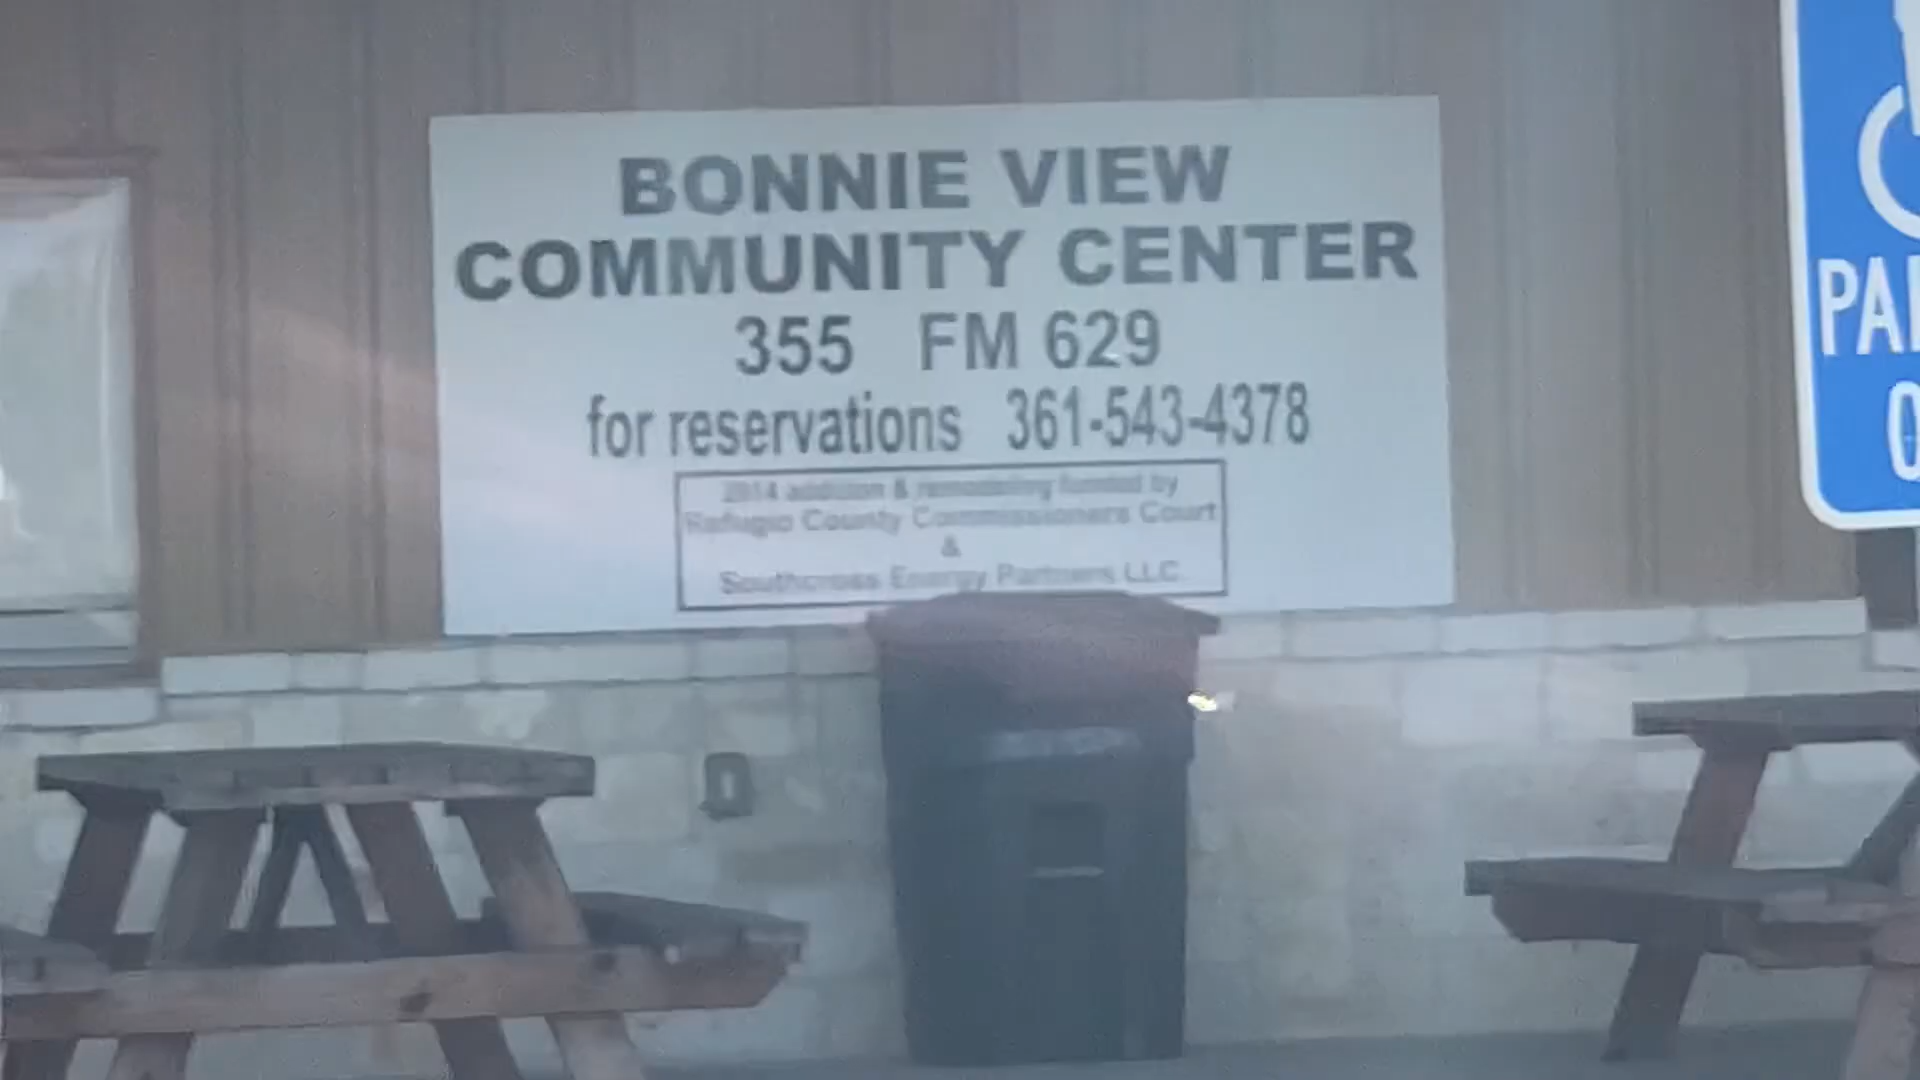 BONNIE VIEW
COMMUNITY CENTER
355 FM 629
for reservations 361-543-4378
2014 addition & remodeling funded by
Refugio County Commissioners Court
&
Southcross Energy Partners LLC.
PA